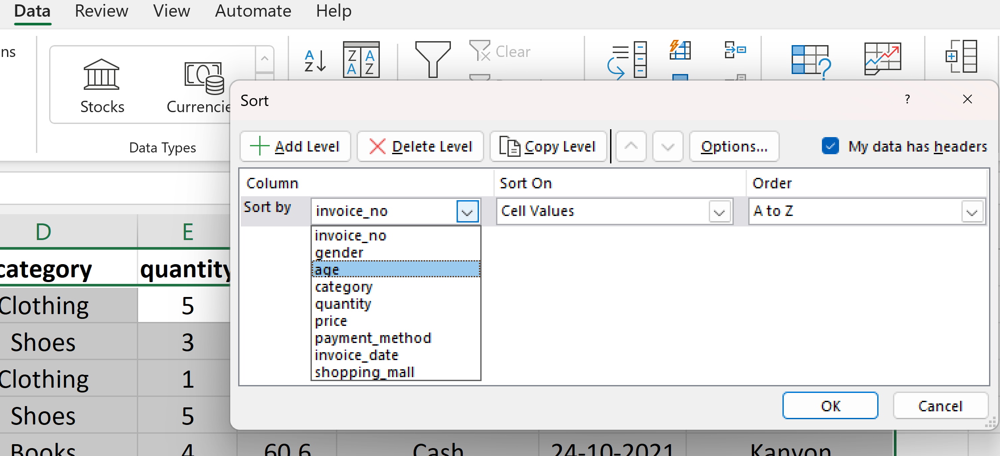 Data Review View Automate Help
ns
Clear
Stocks Currencie
Data Types
Sort ?
Add Level Delete Level Copy Level Options... My data has headers
Column Sort On Order
Sort by invoice_no Cell Values A to Z
invoice_no
gender
age
category
quantity
price
payment_method
invoice_date
shopping_mall
OK Cancel
D E
category quantity
Clothing 5
Shoes 3
Clothing 1
Shoes 5
Books 4 60.6 Cash 24-10-2021 Kanyon